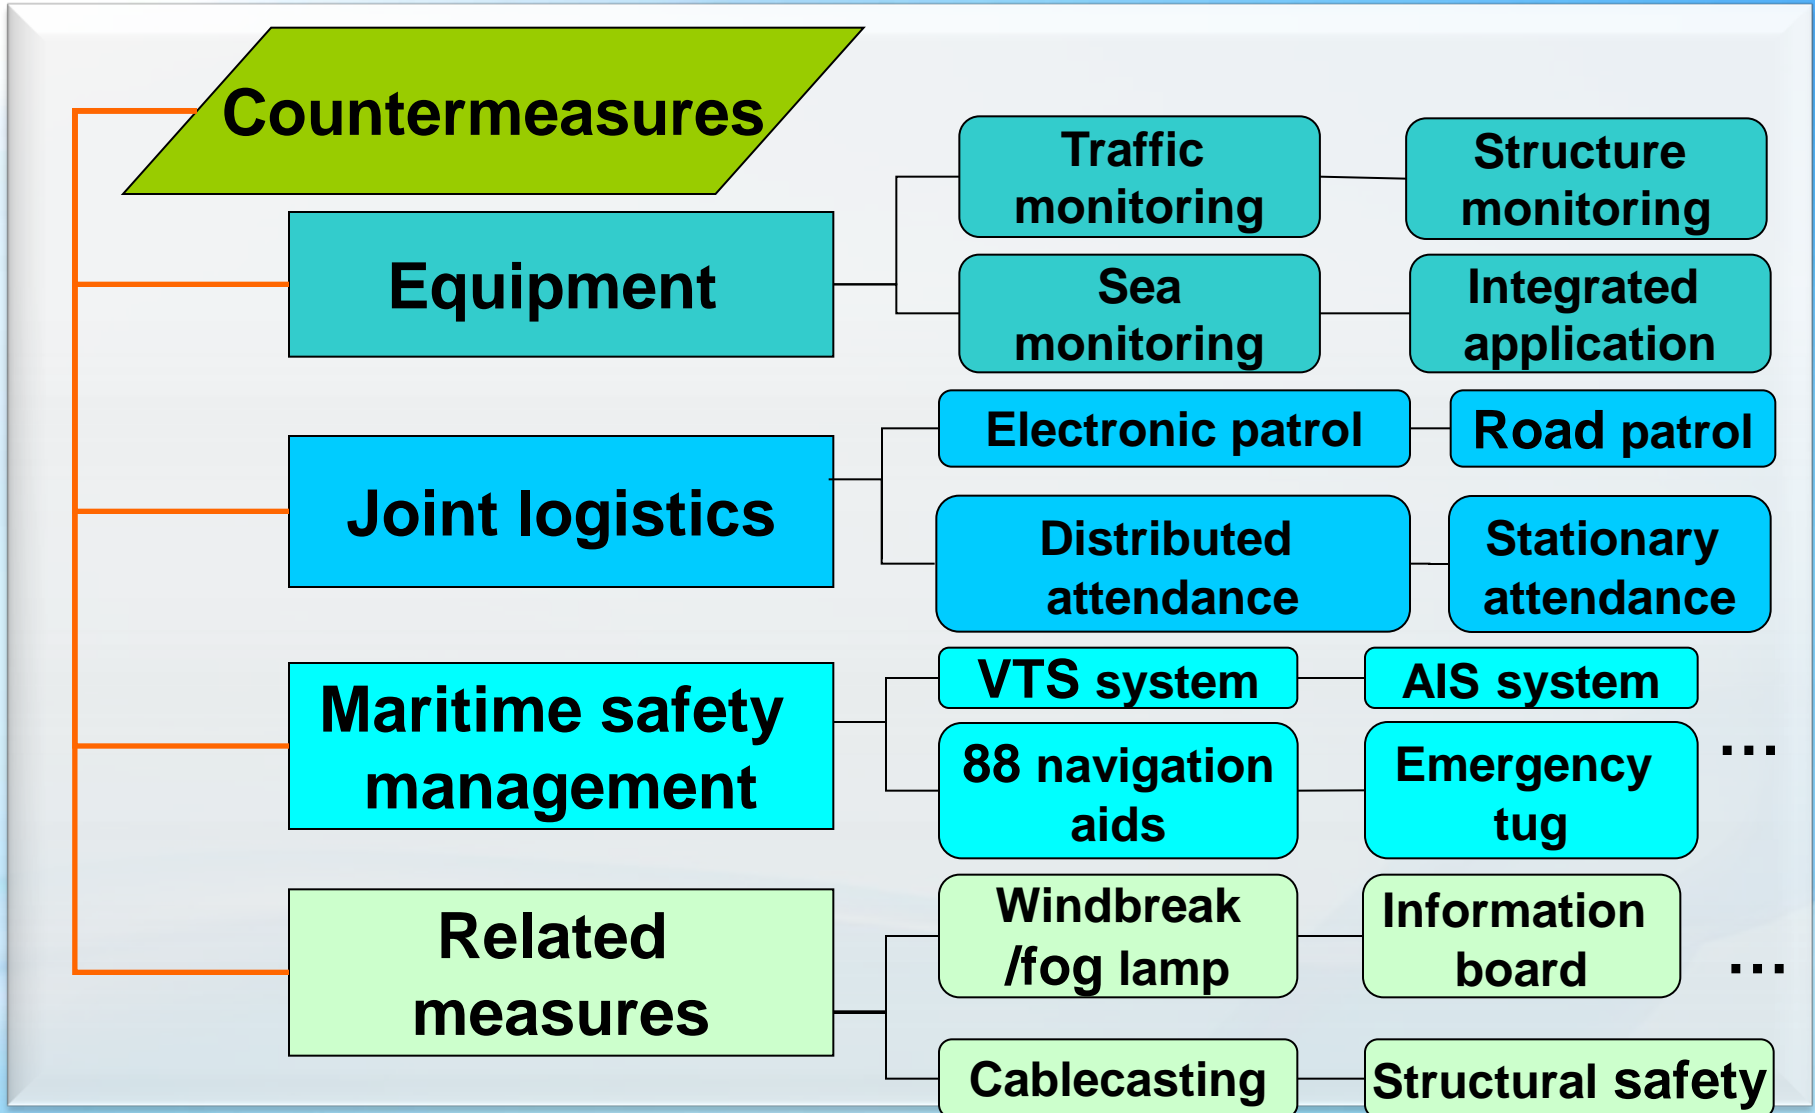 Countermeasures
Equipment
Traffic
monitoring
Structure
monitoring
Sea
monitoring
Integrated
application
Joint logistics
Electronic patrol
Road patrol
Distributed
attendance
Stationary
attendance
Maritime safety
management
VTS system
AIS system
88 navigation
aids
Emergency
tug
...
Related
measures
Windbreak
/fog lamp
Information
board
...
Cablecasting
Structural safety